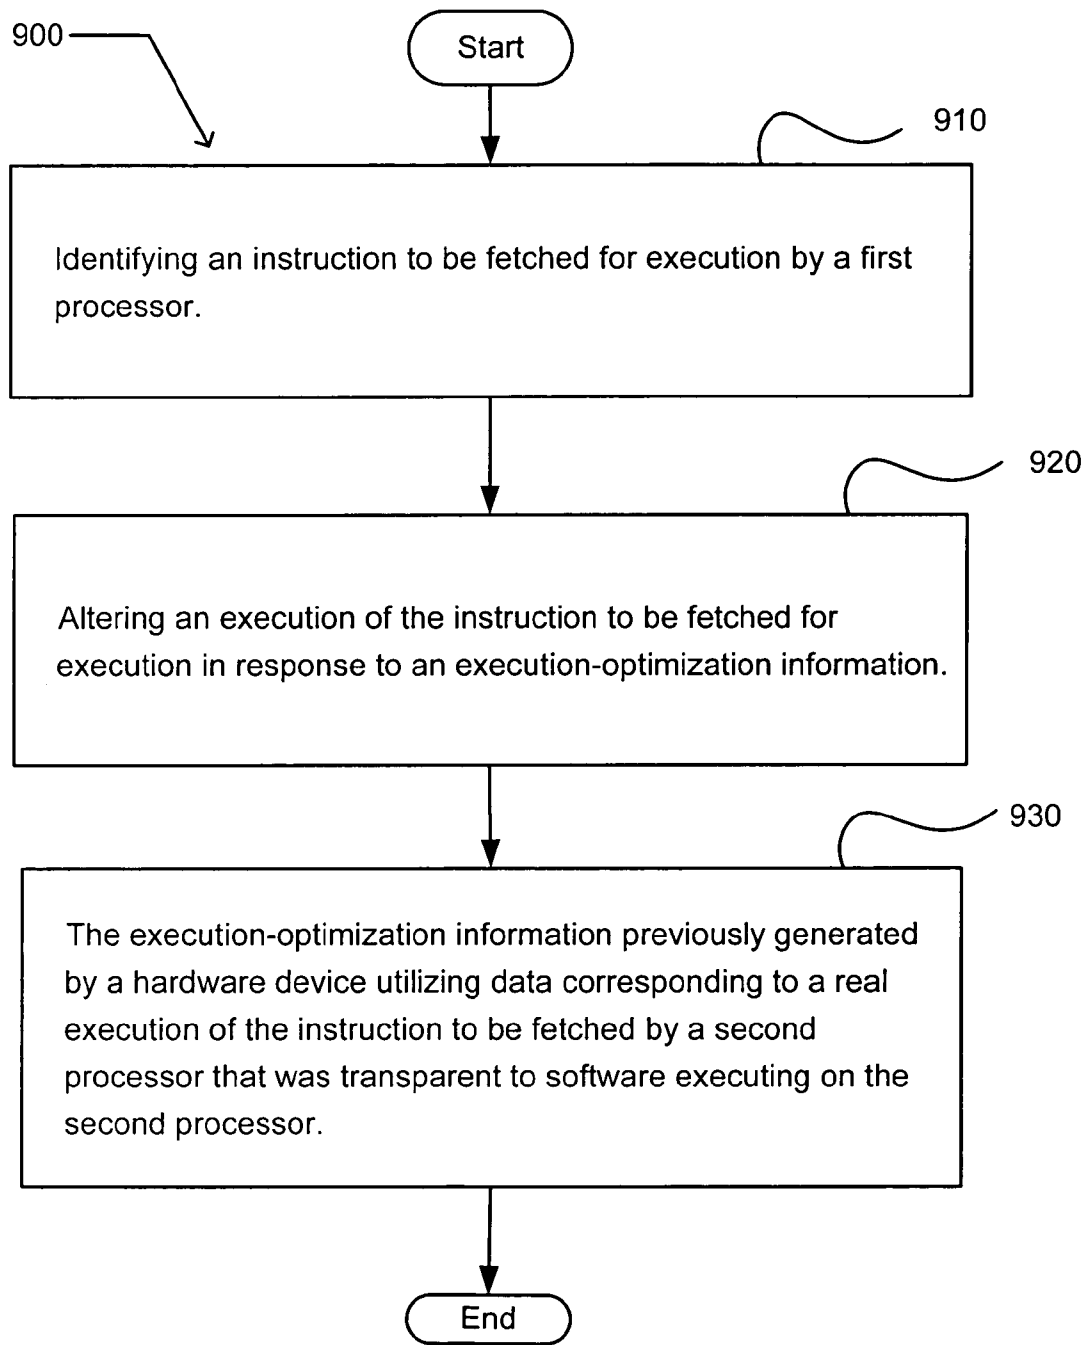 900
Start
910
Identifying an instruction to be fetched for execution by a first
processor.
920
Altering an execution of the instruction to be fetched for
execution in response to an execution-optimization information.
930
The execution-optimization information previously generated
by a hardware device utilizing data corresponding to a real
execution of the instruction to be fetched by a second
processor that was transparent to software executing on the
second processor.
End